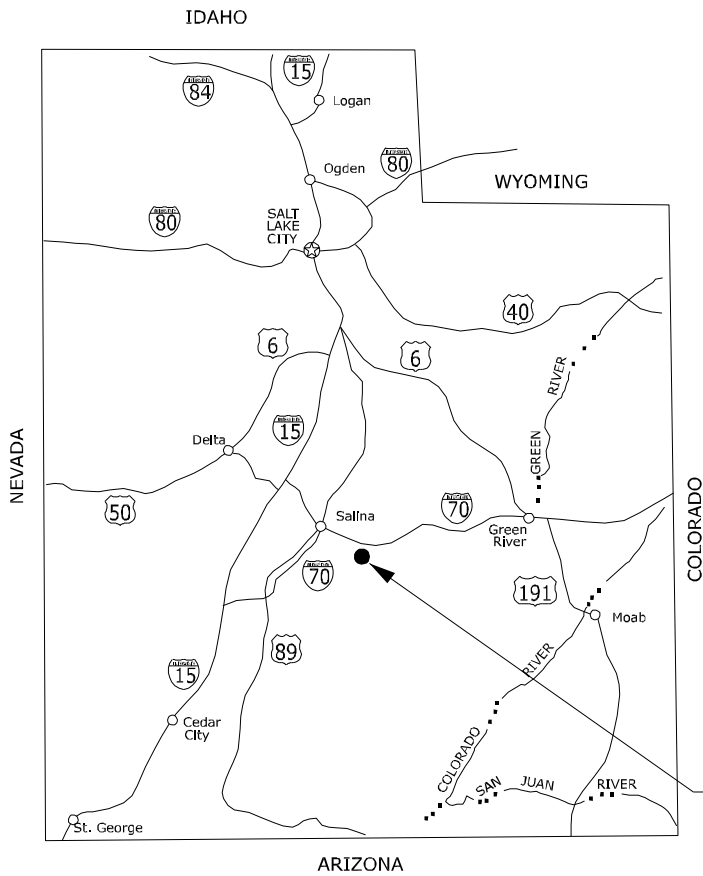 IDAHO
15
84
Logan
80
Ogden
WYOMING
SALT
LAKE
CITY
80
40
6
6
RIVER
15
Delta
GREEN
NEVADA
50
Salina
70
Green
River
COLORADO
70
191
Moab
89
RIVER
15
Cedar
City
COLORADO
SAN
JUAN
RIVER
St. George
ARIZONA